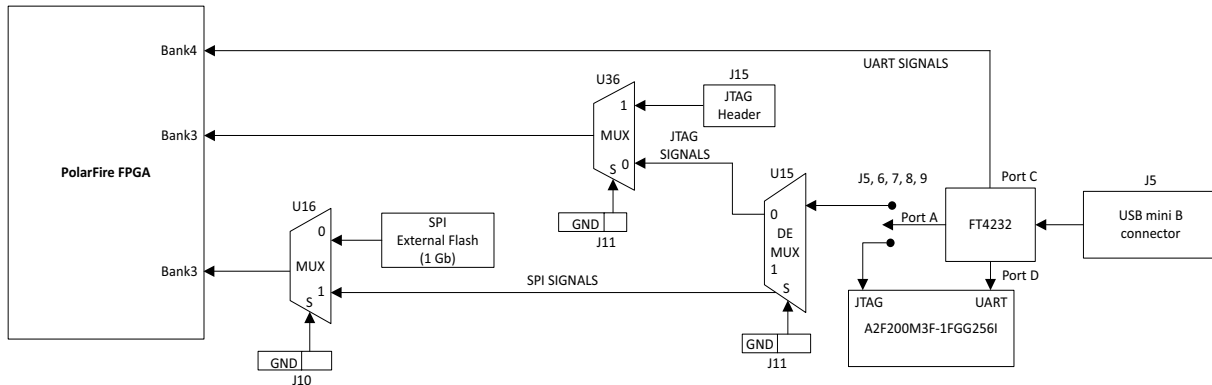 Bank4
UART SIGNALS
U36
J15
1
JTAG
Header
Bank3
MUX
JTAG
SIGNALS
0
S
PolarFire FPGA
U15
J5, 6, 7, 8, 9
Port C
J5
U16
GND
J11
0
DE
MUX
1
S
Port A
FT4232
USB mini B
connector
0
SPI
External Flash
(1 Gb)
MUX
Bank3
1
S
SPI SIGNALS
Port D
JTAG
UART
A2F200M3F-1FGG256I
GND
J10
GND
J11